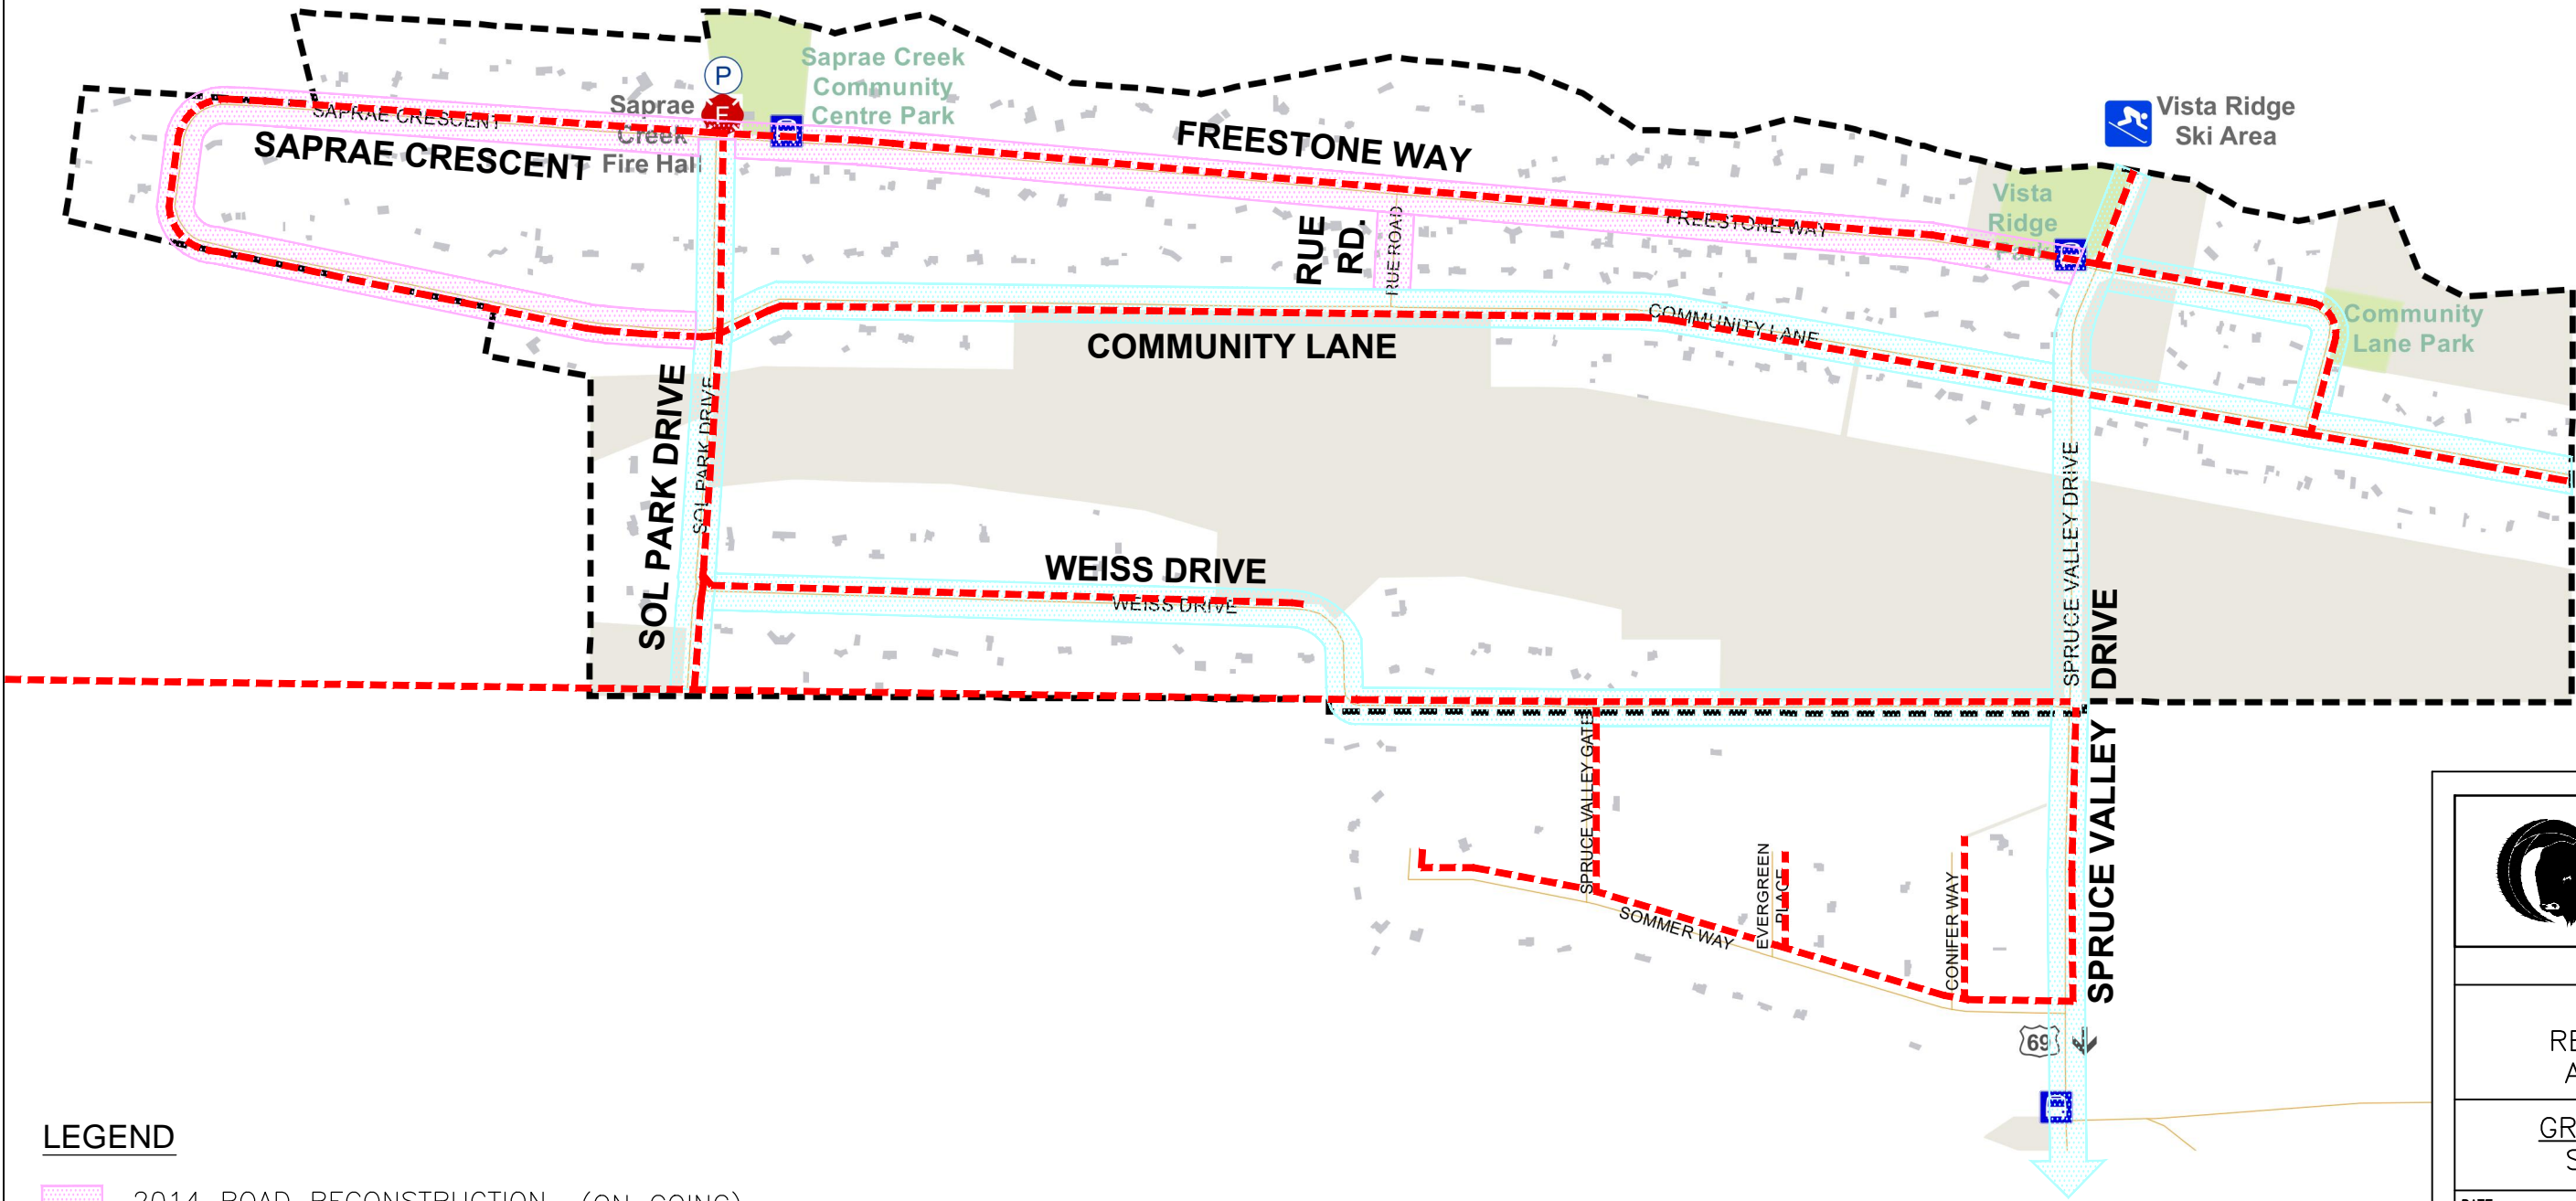 Saprae Creek
Community
Centre Park
P
F
Saprae
Creek
Fire Hall
SAPRAE CRESCENT
SAPRAE CRESCENT
FREESTONE WAY
FREESTONE WAY
Vista Ridge
Ski Area
Vista
Ridge
Park
RUE
RD.
RUE ROAD
COMMUNITY LANE
COMMUNITY LANE
Community
Lane Park
SOL PARK DRIVE
SOL PARK DRIVE
WEISS DRIVE
WEISS DRIVE
SPRUCE VALLEY DRIVE
SPRUCE VALLEY DRIVE
SPRUCE VALLEY GATE
SOMMER WAY
EVERGREEN
PLACE
CONIFER WAY
69
LEGEND
2014 ROAD RECONSTRUCTION (ON-GOING)